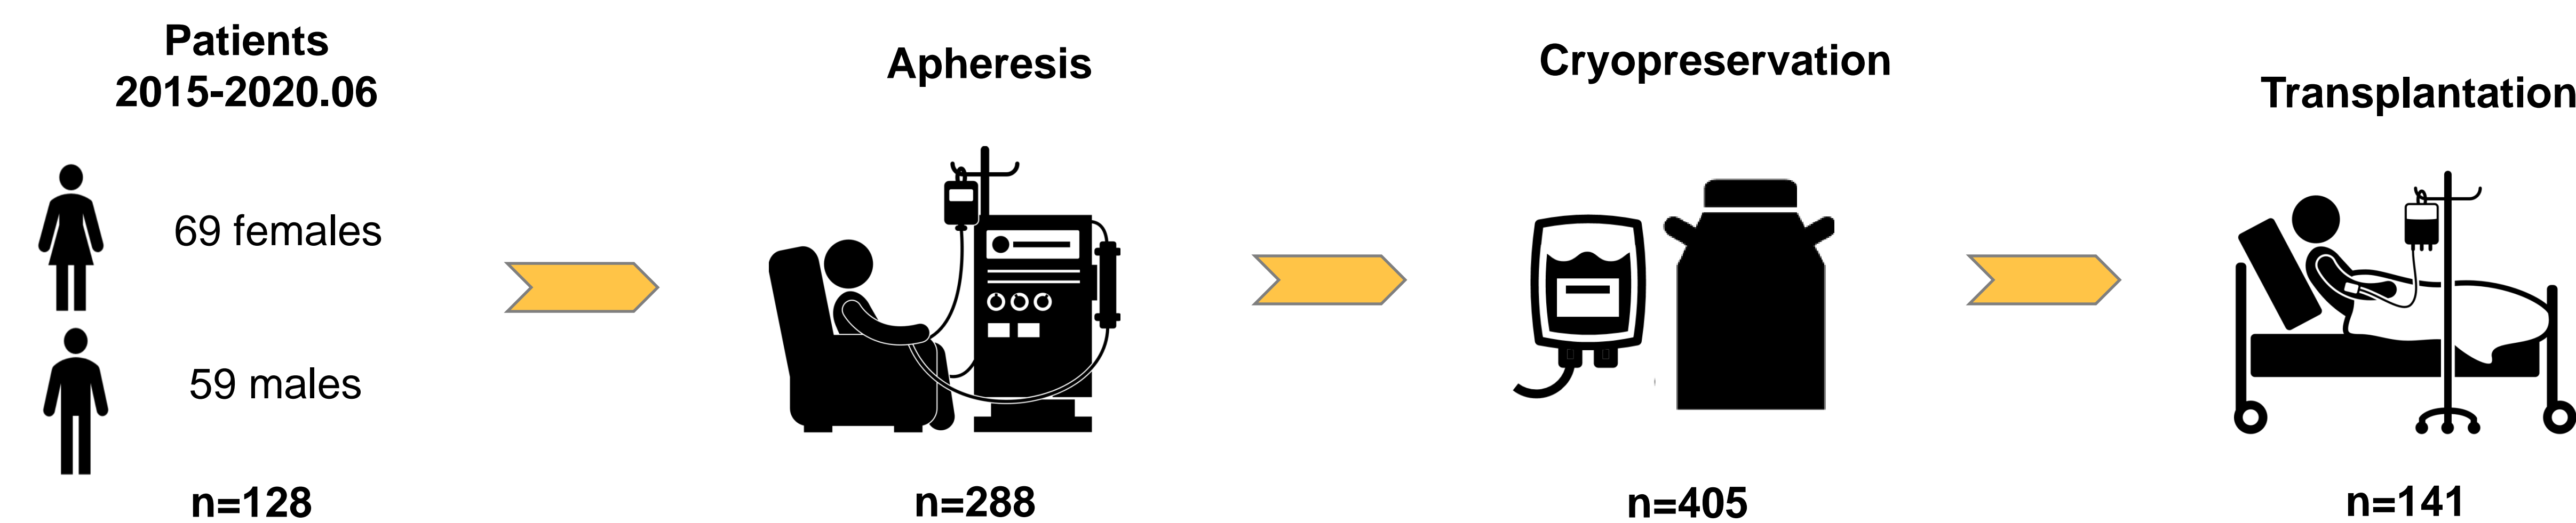 Patients
2015-2020.06
69 females
59 males
n=128
Apheresis
n=288
Cryopreservation
n=405
Transplantation
n=141